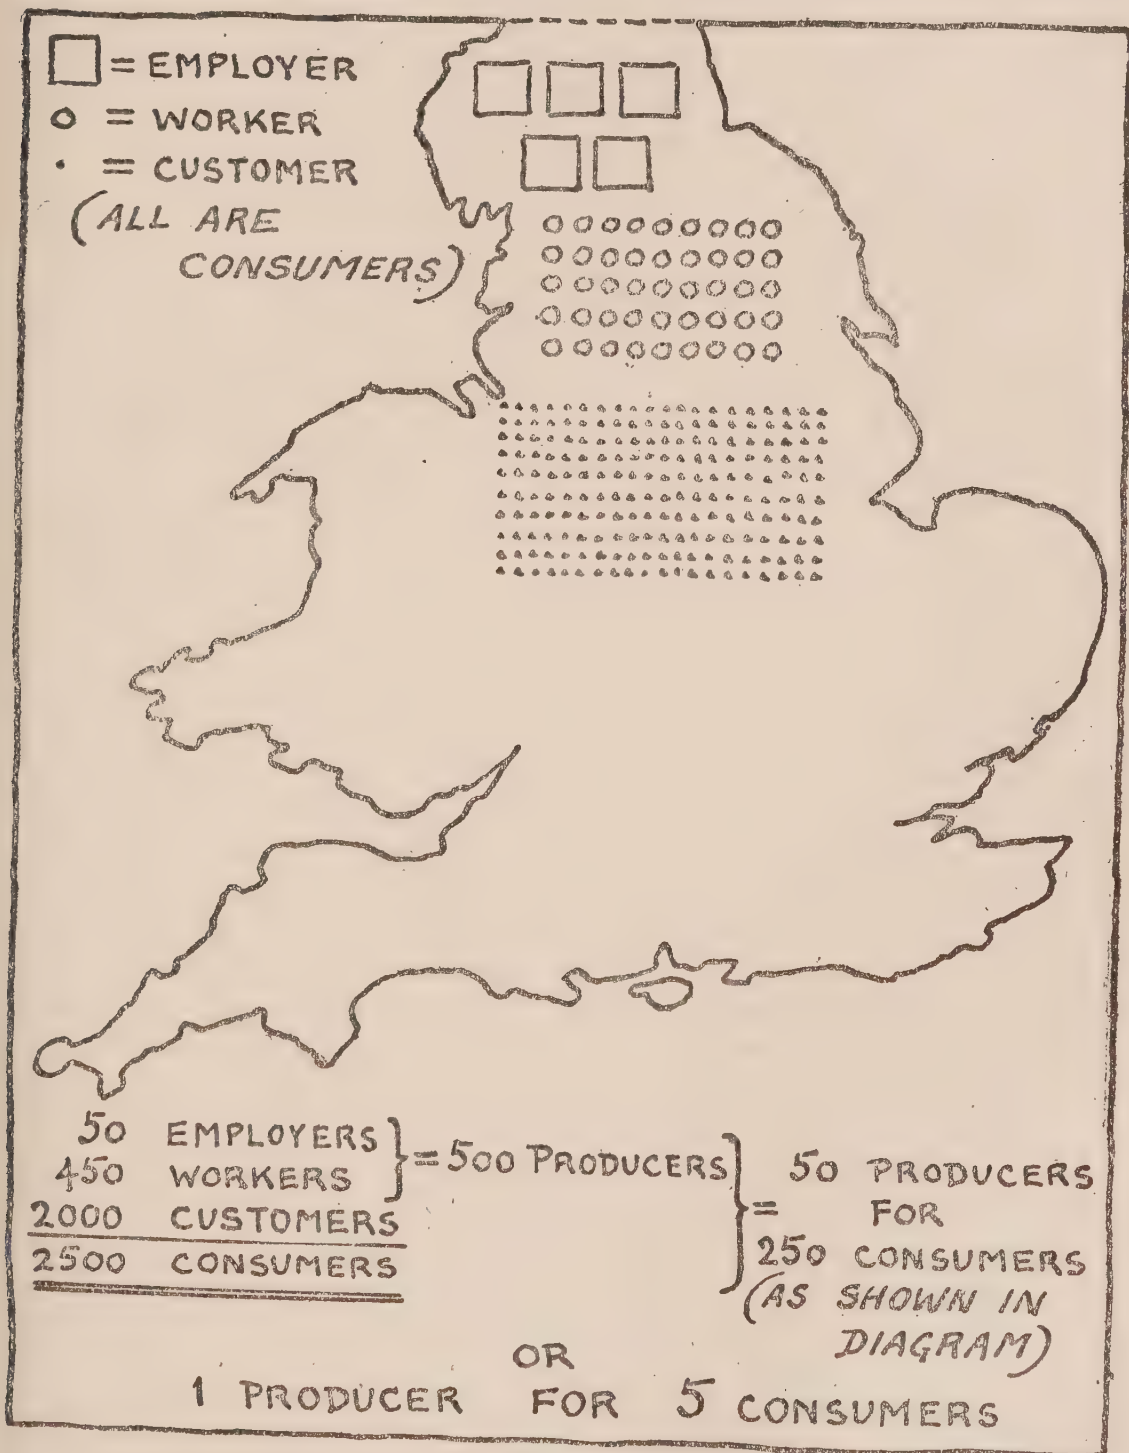 = EMPLOYER
= WORKER
= CUSTOMER
(ALL ARE
CONSUMERS)
50 EMPLOYERS
450 WORKERS
} = 500 PRODUCERS
2000 CUSTOMERS
2500 CONSUMERS
} = 50 PRODUCERS
FOR
250 CONSUMERS
(AS SHOWN IN
DIAGRAM)
OR
1 PRODUCER FOR 5 CONSUMERS